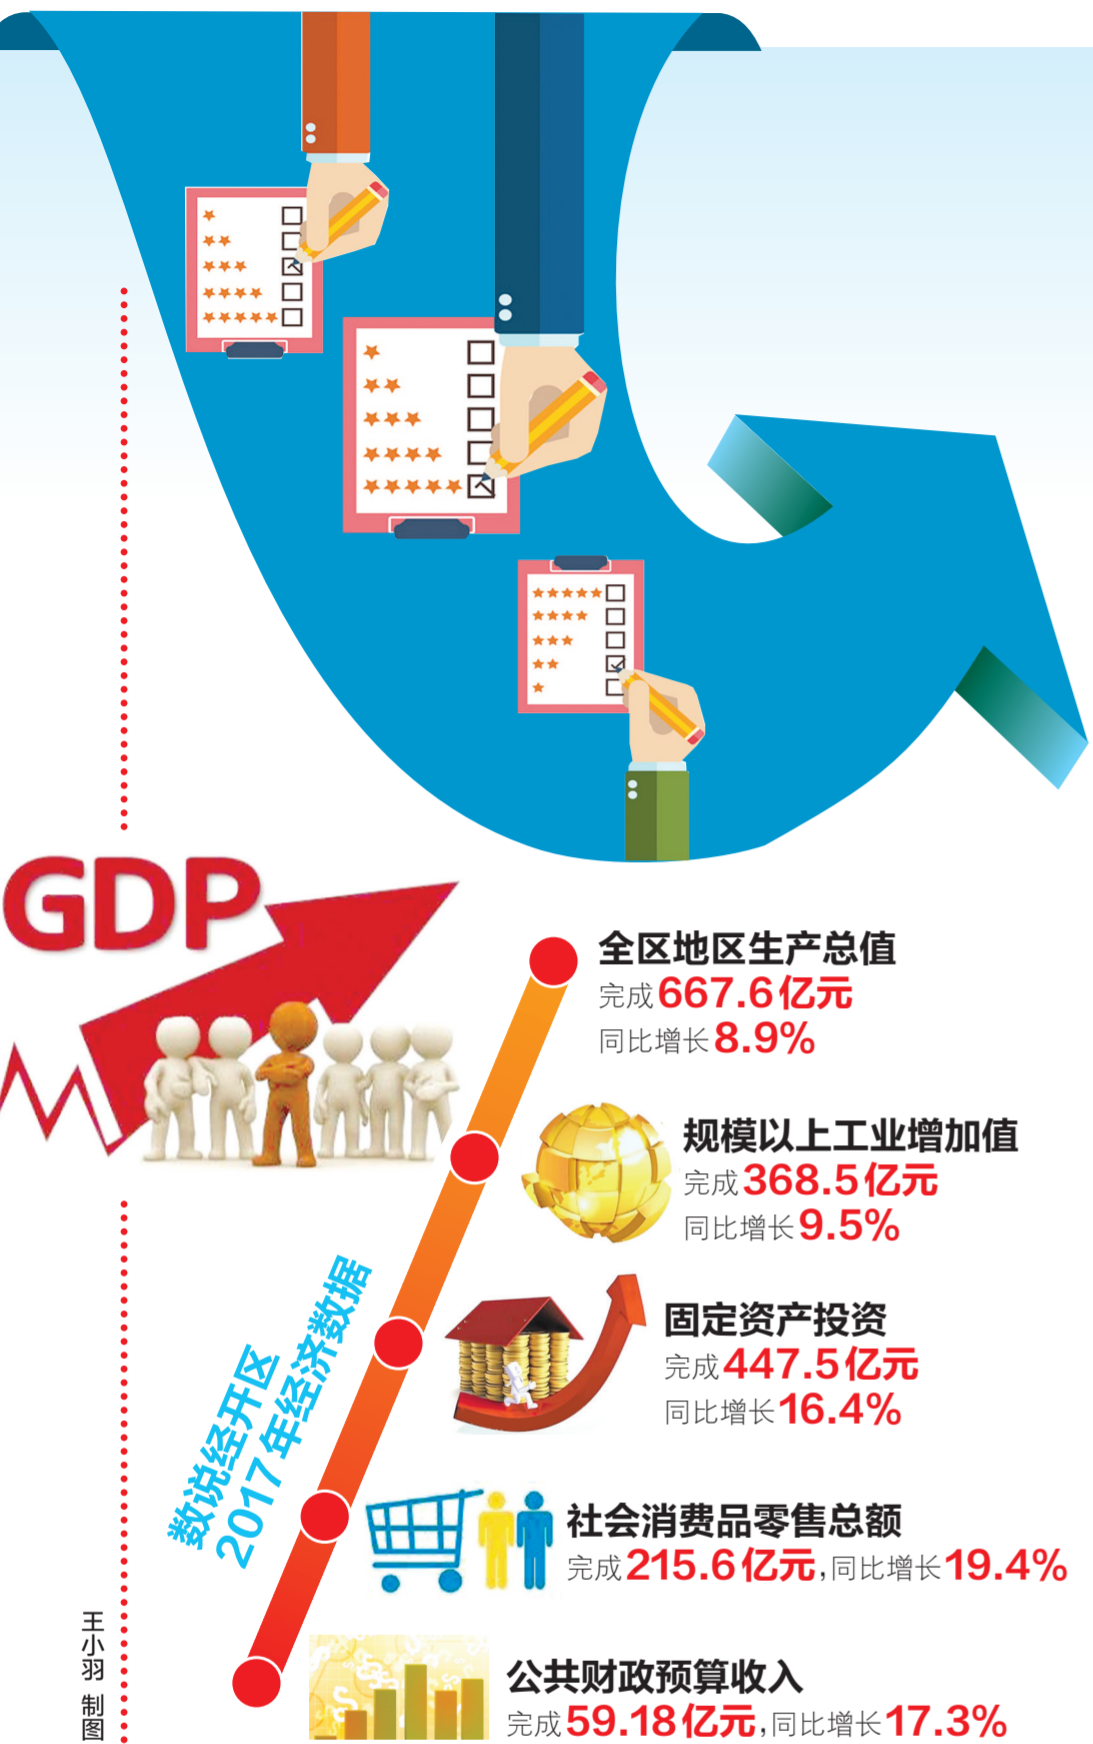 GDP
全区地区生产总值
完成667.6亿元
同比增长8.9%
规模以上工业增加值
完成368.5亿元
同比增长9.5%
固定资产投资
完成447.5亿元
同比增长16.4%
数说经开区
2017年经济数据
社会消费品零售总额
完成215.6亿元,同比增长19.4%
公共财政预算收入
完成59.18亿元,同比增长17.3%
王小羽 制图